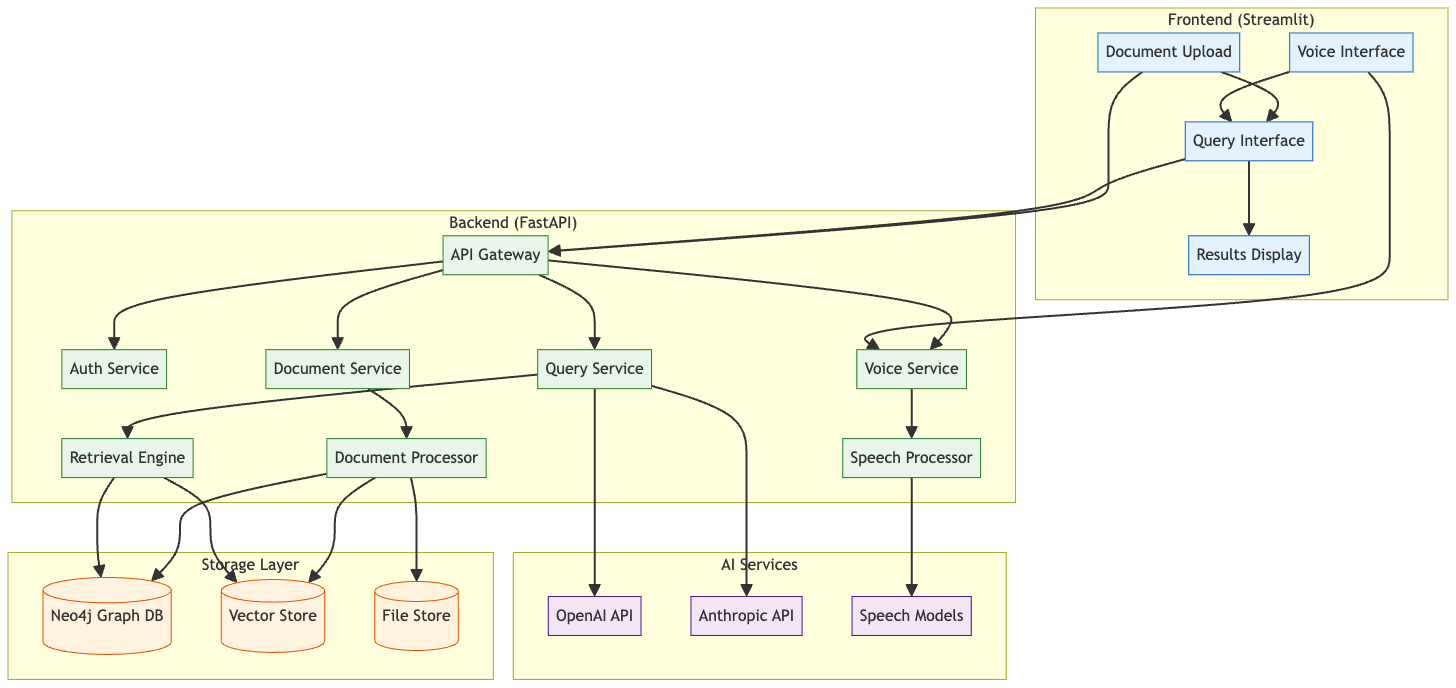 Frontend (Streamlit)
Document Upload
Voice Interface
Query Interface
Results Display
Backend (FastAPI)
API Gateway
Auth Service
Document Service
Query Service
Voice Service
Retrieval Engine
Document Processor
Speech Processor
Storage Layer
Neo4j Graph DB
Vector Store
File Store
AI Services
OpenAI API
Anthropic API
Speech Models